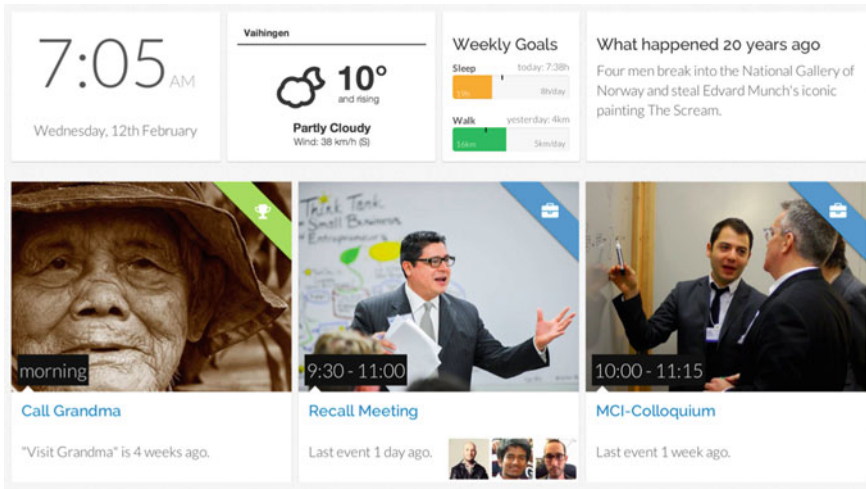 7:05 AM
Wednesday, 12th February
Vaihingen
10°
and rising
Partly Cloudy
Wind: 38 km/h (S)
Weekly Goals
Sleep today: 7:38h
19h 8h/day
Walk yesterday: 4km
16km 5km/day
What happened 20 years ago
Four men break into the National Gallery of
Norway and steal Edvard Munch's iconic
painting The Scream.
morning
Call Grandma
"Visit Grandma" is 4 weeks ago.
Think Tank
Small Business
Entrepreneurs
9:30 - 11:00
Recall Meeting
Last event 1 day ago.
10:00 - 11:15
MCI-Colloquium
Last event 1 week ago.